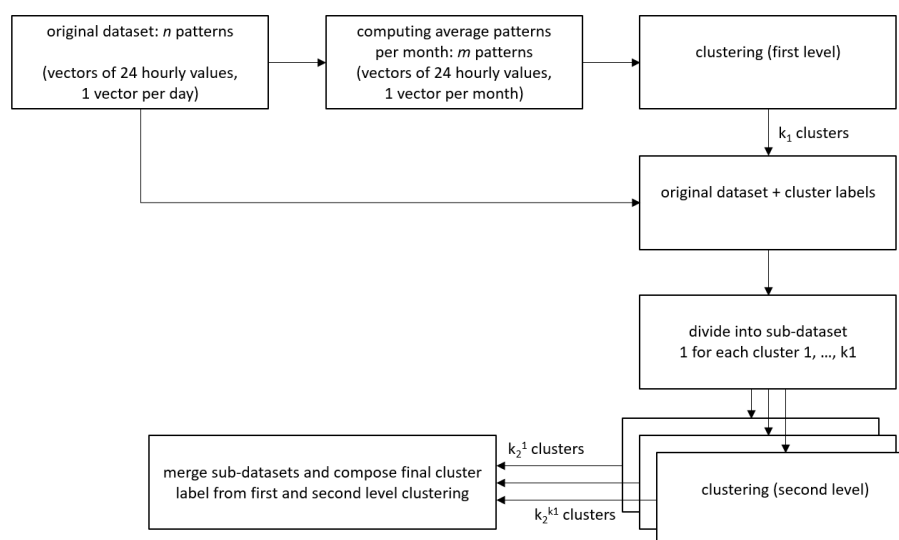 original dataset: n patterns
(vectors of 24 hourly values,
1 vector per day)
computing average patterns
per month: m patterns
(vectors of 24 hourly values,
1 vector per month)
clustering (first level)
k₁ clusters
original dataset + cluster labels
divide into sub-dataset
1 for each cluster 1, ..., k1
k₂¹ clusters
merge sub-datasets and compose final cluster
label from first and second level clustering
clustering (second level)
k₂ᵏ¹ clusters